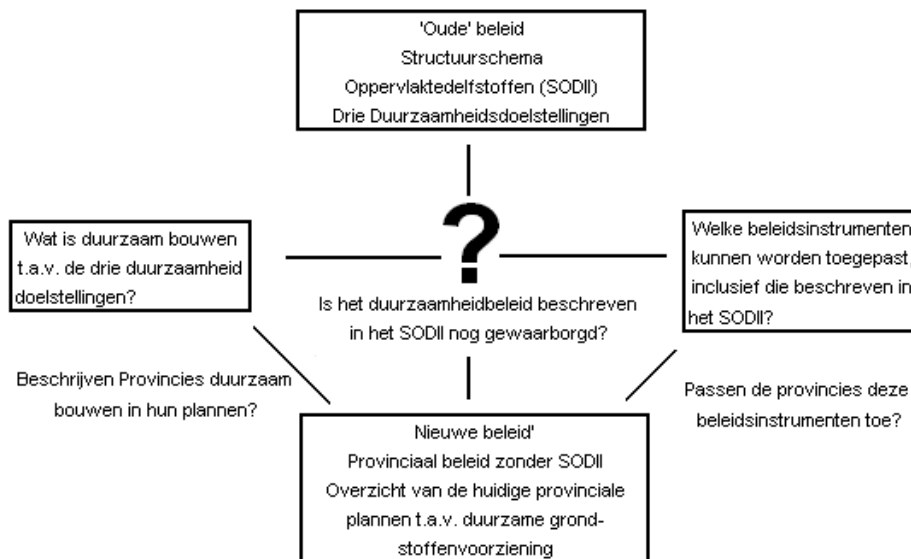 'Oude' beleid
Structuurschema
Oppervlaktedelfstoffen (SODII)
Drie Duurzaamheidsdoelstellingen
Wat is duurzaam bouwen
t.a.v. de drie duurzaamheid
doelstellingen?
?
Is het duurzaamheidbeleid beschreven
in het SODII nog gewaarborgd?
Welke beleidsinstrumenten
kunnen worden toegepast,
inclusief die beschreven in
het SODII?
Beschrijven Provincies duurzaam
bouwen in hun plannen?
Passen de provincies deze
beleidsinstrumenten toe?
Nieuwe beleid'
Provinciaal beleid zonder SODII
Overzicht van de huidige provinciale
plannen t.a.v. duurzame grond-
stoffenvoorziening